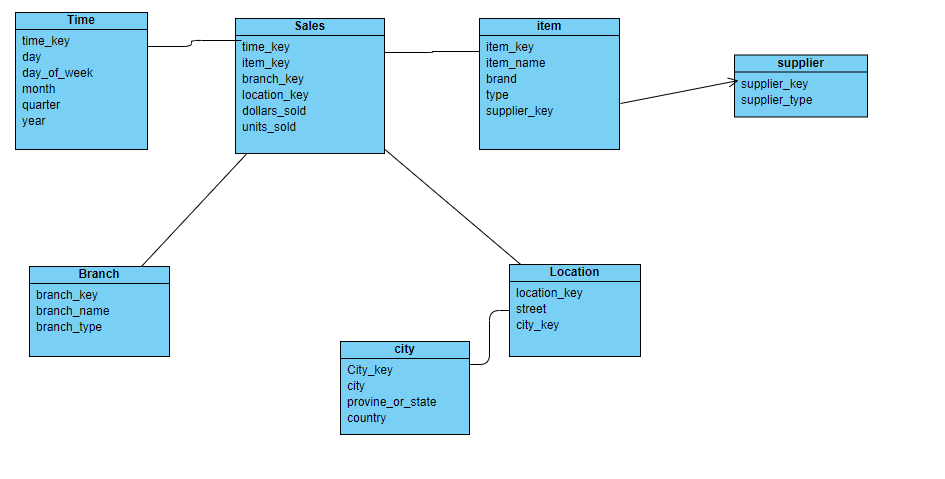 Time
time_key
day
day_of_week
month
quarter
year
Sales
time_key
item_key
branch_key
location_key
dollars_sold
units_sold
item
item_key
item_name
brand
type
supplier_key
supplier
supplier_key
supplier_type
Branch
branch_key
branch_name
branch_type
Location
location_key
street
city_key
city
City_key
city
provine_or_state
country